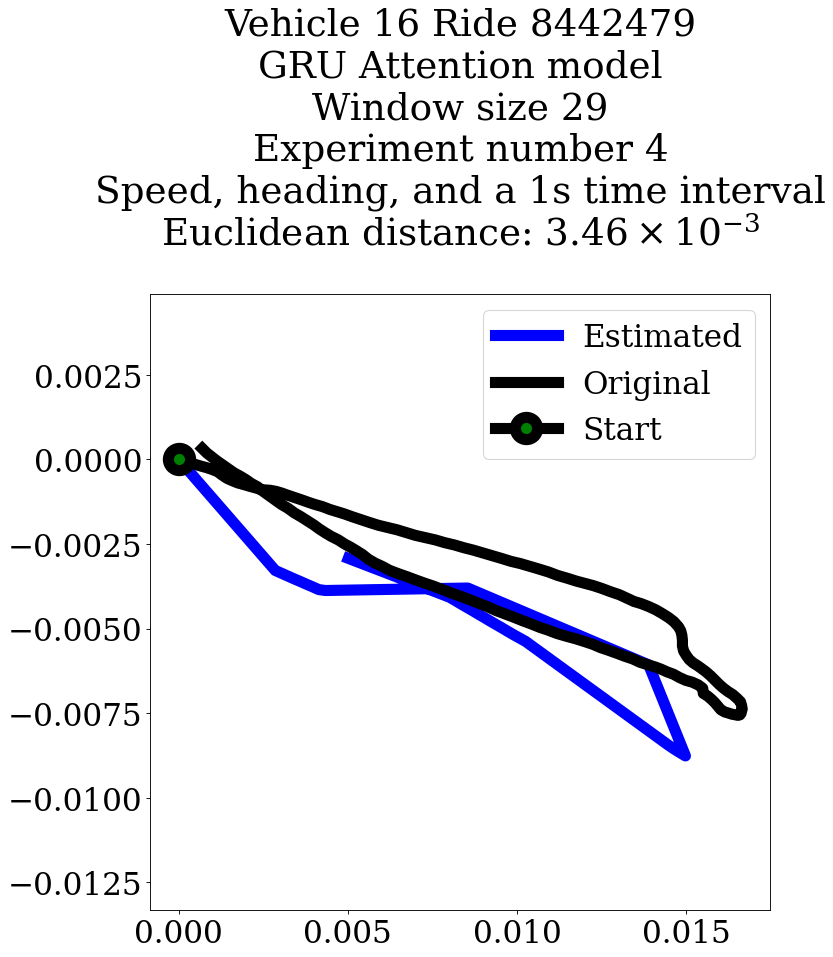 Vehicle 16 Ride 8442479
GRU Attention model
Window size 29
Experiment number 4
Speed, heading, and a 1s time interval
Euclidean distance: 3.46 × 10⁻³
Estimated
Original
Start
0.0025
0.0000
−0.0025
−0.0050
−0.0075
−0.0100
−0.0125
0.000 0.005 0.010 0.015